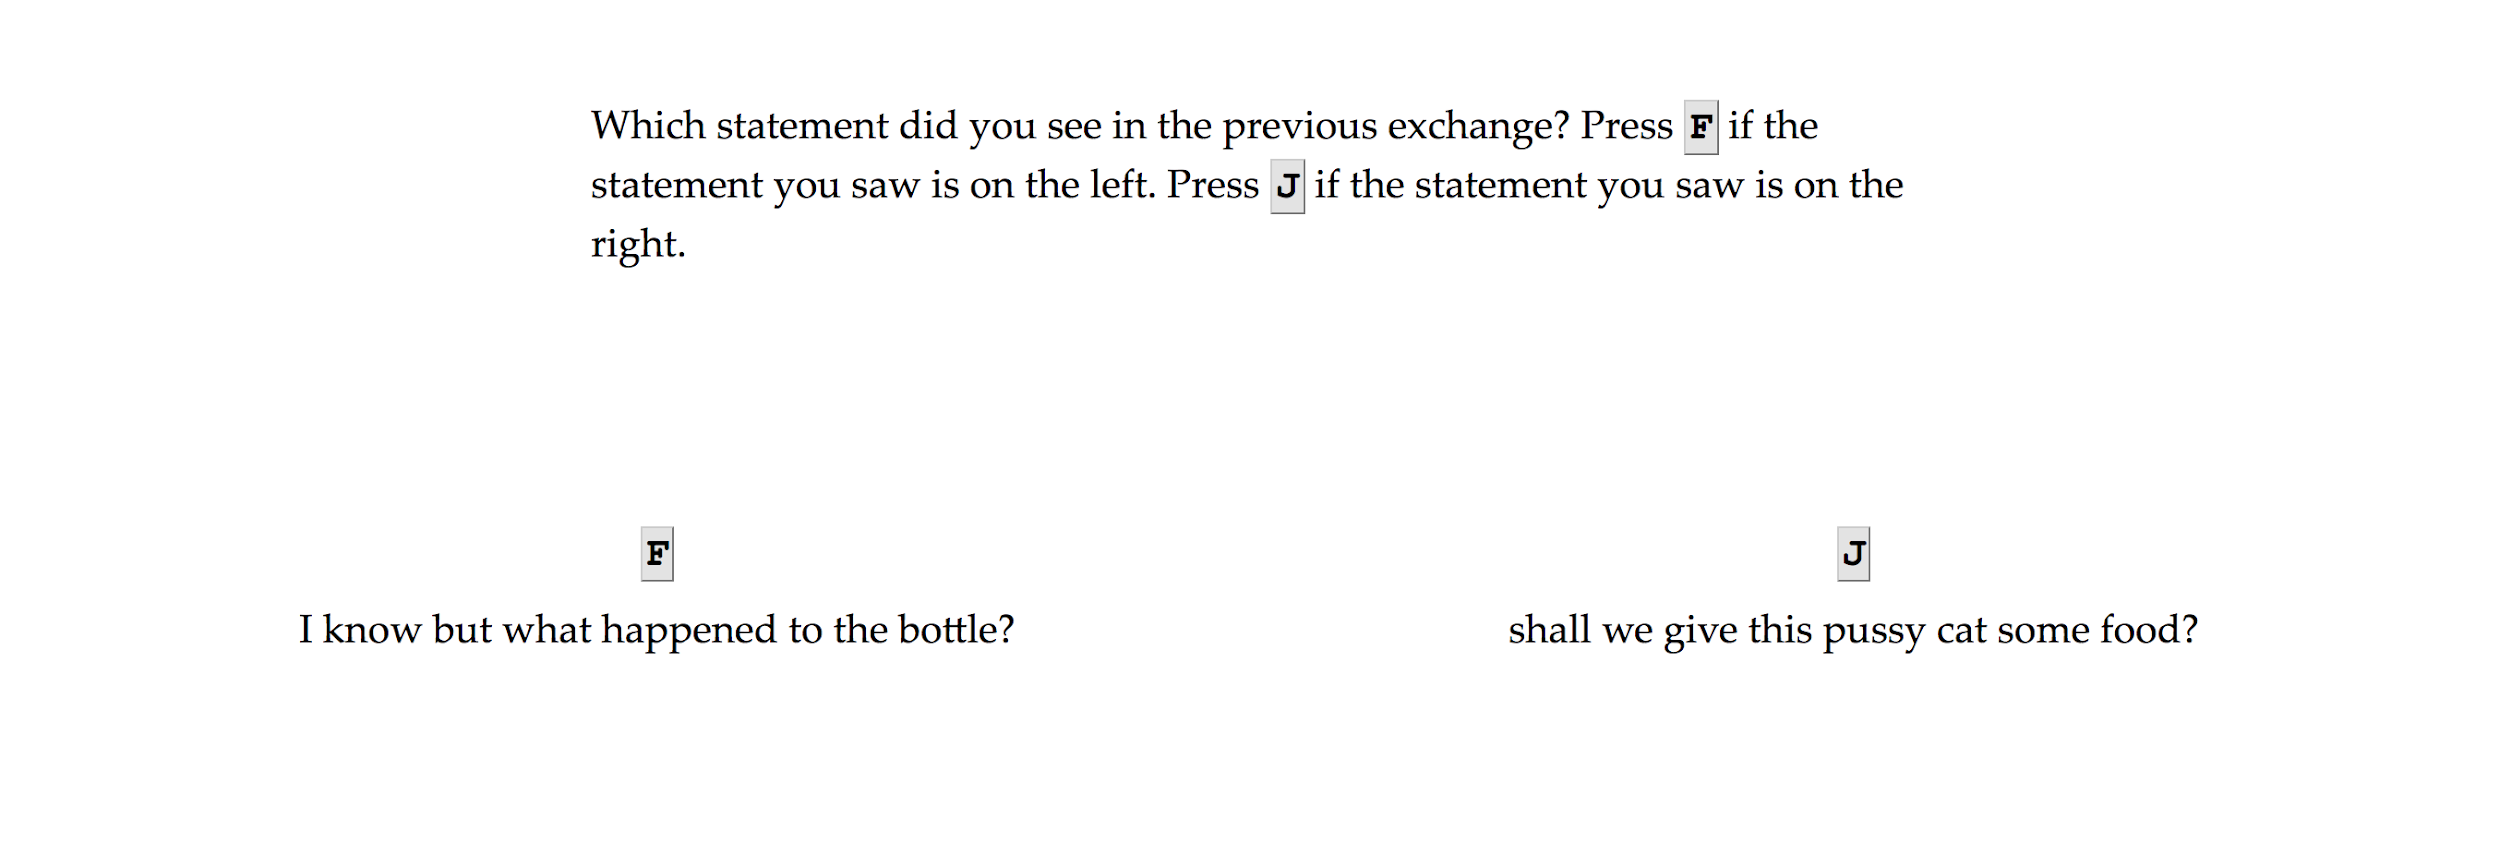 Which statement did you see in the previous exchange? Press F if the
statement you saw is on the left. Press J if the statement you saw is on the
right.
F
J
I know but what happened to the bottle?
shall we give this pussy cat some food?